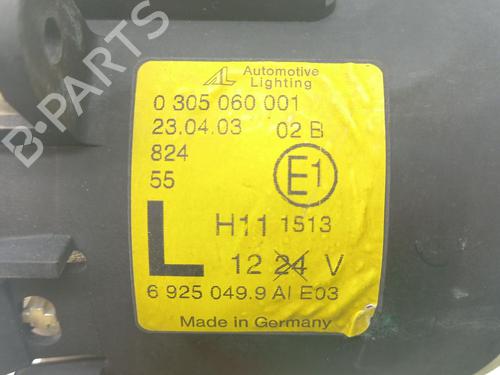 B-PARTS
AL Automotive
Lighting
0 305 060 001
23.04.03 02 B
824
55
E1
L
H11 1513
12 24 V
6 925 049.9 AI E03
Made in Germany